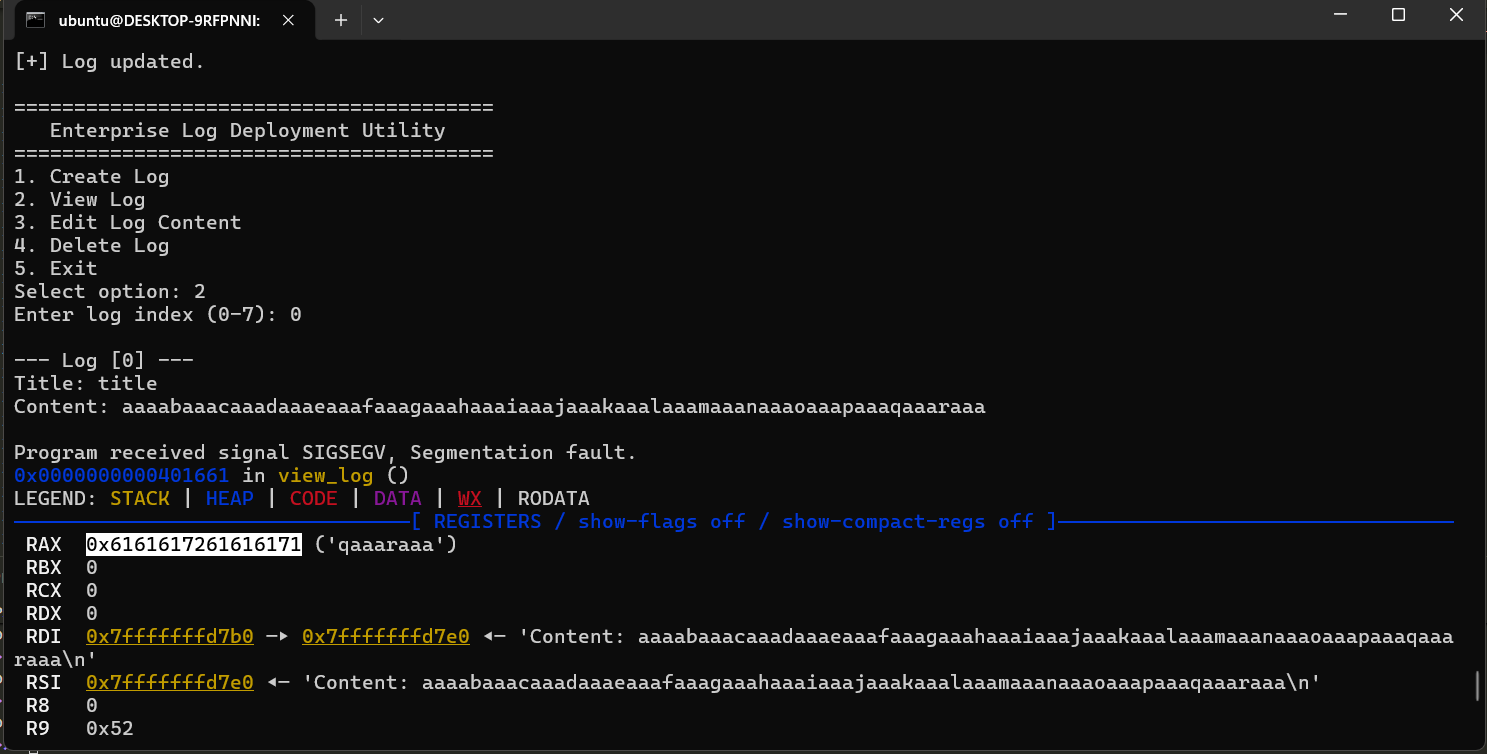 ubuntu@DESKTOP-9RFPNNI:
[+] Log updated.
========================================
Enterprise Log Deployment Utility
========================================
1. Create Log
2. View Log
3. Edit Log Content
4. Delete Log
5. Exit
Select option: 2
Enter log index (0-7): 0
--- Log [0] ---
Title: title
Content: aaaabaaacaaadaaaeaaafaaagaaahaaaiaaajaaakaaalaaamaaanaaaoaaapaaaqaaaraaa
Program received signal SIGSEGV, Segmentation fault.
0x0000000000401661 in view_log ()
LEGEND: STACK | HEAP | CODE | DATA | WX | RODATA
[ REGISTERS / show-flags off / show-compact-regs off ]
RAX 0x6161617261616171 ('qaaaraaa')
RBX 0
RCX 0
RDX 0
RDI 0x7fffffffd7b0 —▸ 0x7fffffffd7e0 ◂— 'Content: aaaabaaacaaadaaaeaaafaaagaaahaaaiaaajaaakaaalaaamaaanaaaoaaapaaaqaaa
raaa\n'
RSI 0x7fffffffd7e0 ◂— 'Content: aaaabaaacaaadaaaeaaafaaagaaahaaaiaaajaaakaaalaaamaaanaaaoaaapaaaqaaaraaa\n'
R8 0
R9 0x52